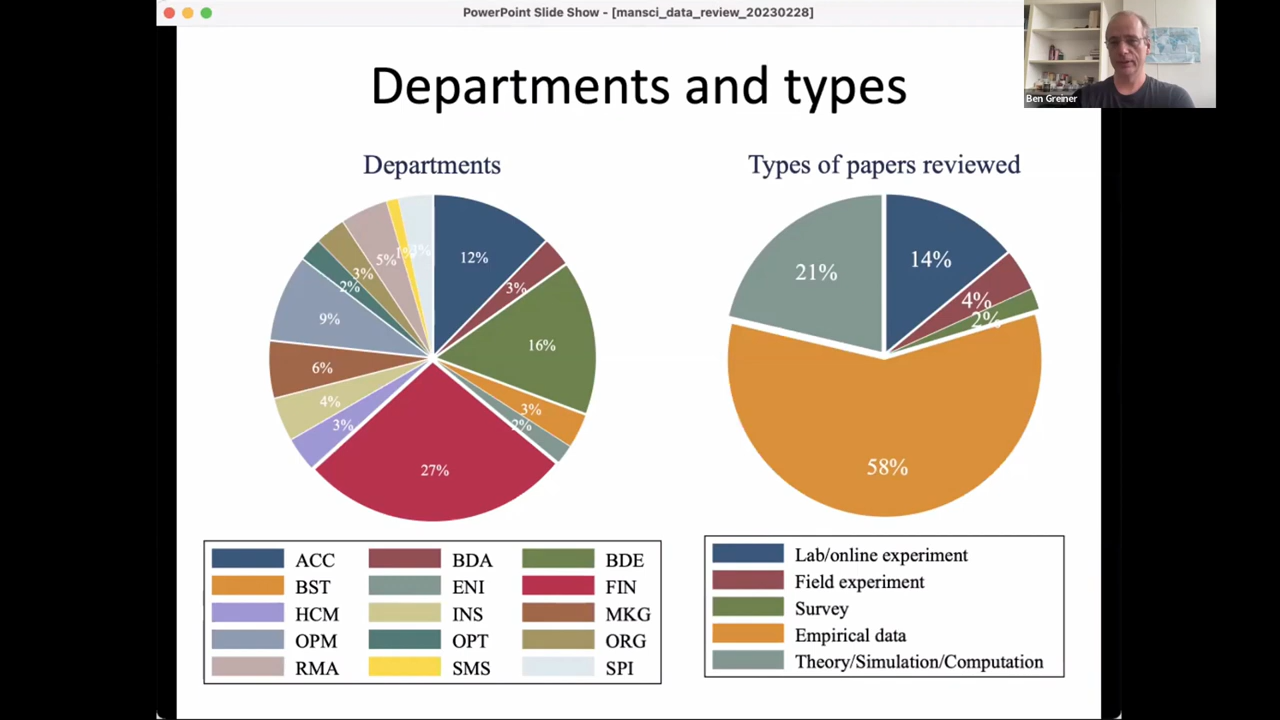 PowerPoint Slide Show - [mansci_data_review_20230228]
Ben Greiner
Departments and types
Departments
12%
3%
16%
3%
2%
27%
3%
4%
6%
9%
2%
3%
5%
1%
3%
ACC BDA BDE
BST ENI FIN
HCM INS MKG
OPM OPT ORG
RMA SMS SPI
Types of papers reviewed
14%
4%
2%
58%
21%
Lab/online experiment
Field experiment
Survey
Empirical data
Theory/Simulation/Computation